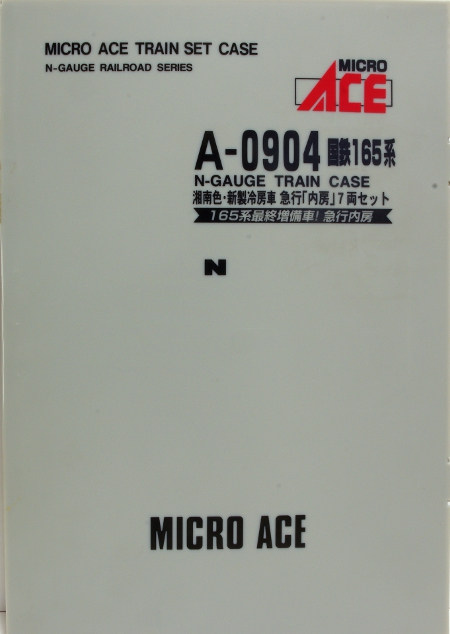 MICRO ACE TRAIN SET CASE
N-GAUGE RAILROAD SERIES
MICRO
ACE
A-0904 国鉄165系
N-GAUGE TRAIN CASE
湘南色・新製冷房車 急行「内房」7両セット
165系最終増備車! 急行内房
N
MICRO ACE